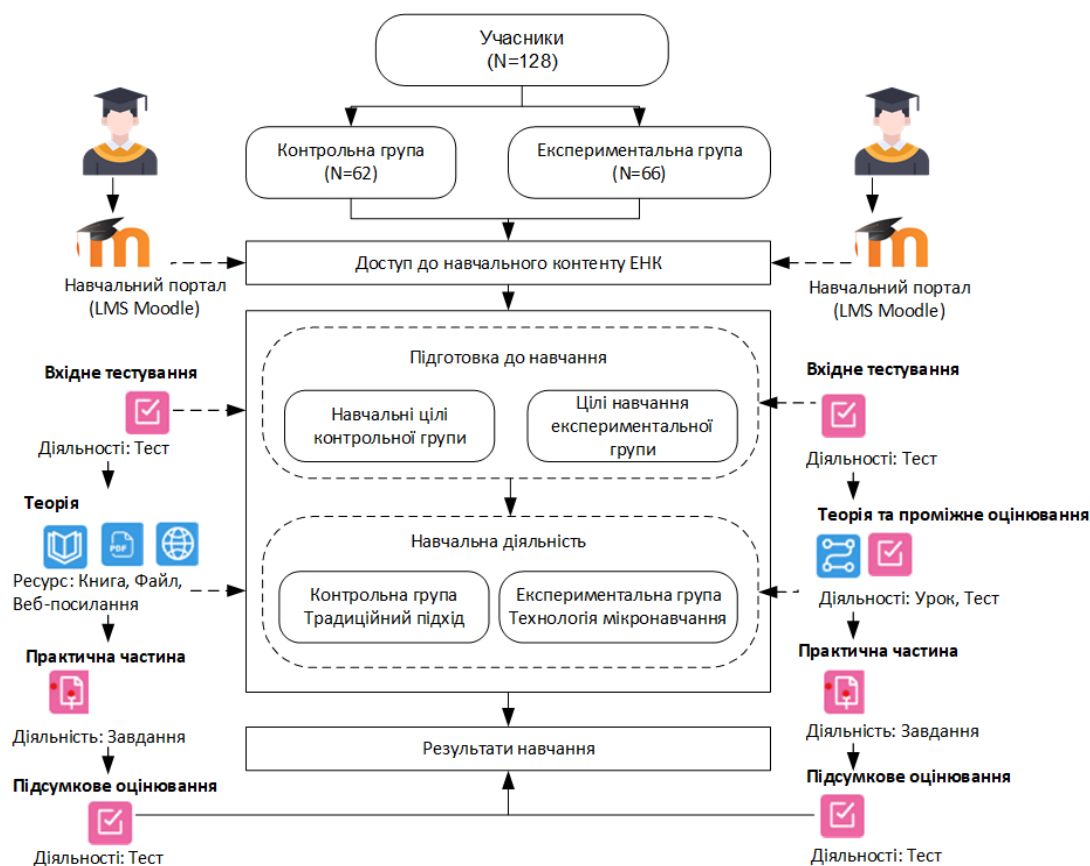 Учасники
(N=128)
Контрольна група
(N=62)
Експериментальна група
(N=66)
m
Навчальний портал
(LMS Moodle)
Доступ до навчального контенту ЕНК
m
Навчальний портал
(LMS Moodle)
Вхідне тестування
Діяльності: Тест
Теорія
PDF
Ресурс: Книга, Файл,
Веб-посилання
Практична частина
Діяльність: Завдання
Підсумкове оцінювання
Діяльності: Тест
Підготовка до навчання
Навчальні цілі
контрольної групи
Цілі навчання
експериментальної
групи
Навчальна діяльність
Контрольна група
Традиційний підхід
Експериментальна група
Технологія мікронавчання
Результати навчання
Вхідне тестування
Діяльності: Тест
Теорія та проміжне оцінювання
Діяльності: Урок, Тест
Практична частина
Діяльність: Завдання
Підсумкове оцінювання
Діяльності: Тест